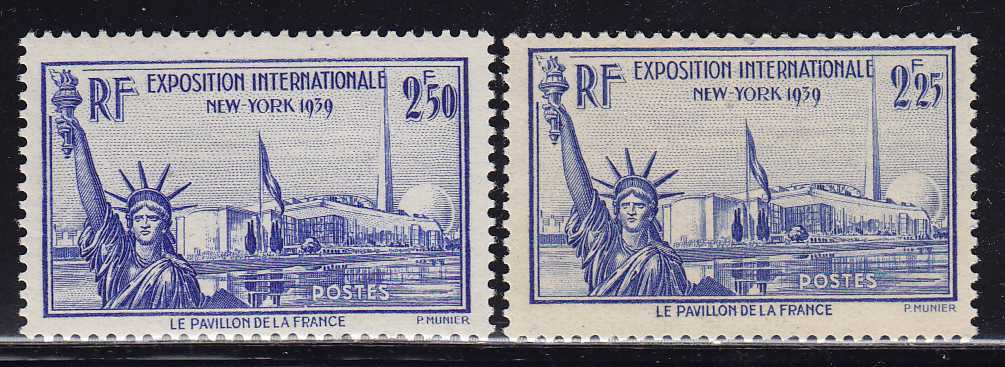 RF EXPOSITION INTERNATIONALE 2F50
NEW-YORK 1939
POSTES
LE PAVILLON DE LA FRANCE P. MUNIER
RF EXPOSITION INTERNATIONALE 2F25
NEW-YORK 1939
POSTES
LE PAVILLON DE LA FRANCE P. MUNIER